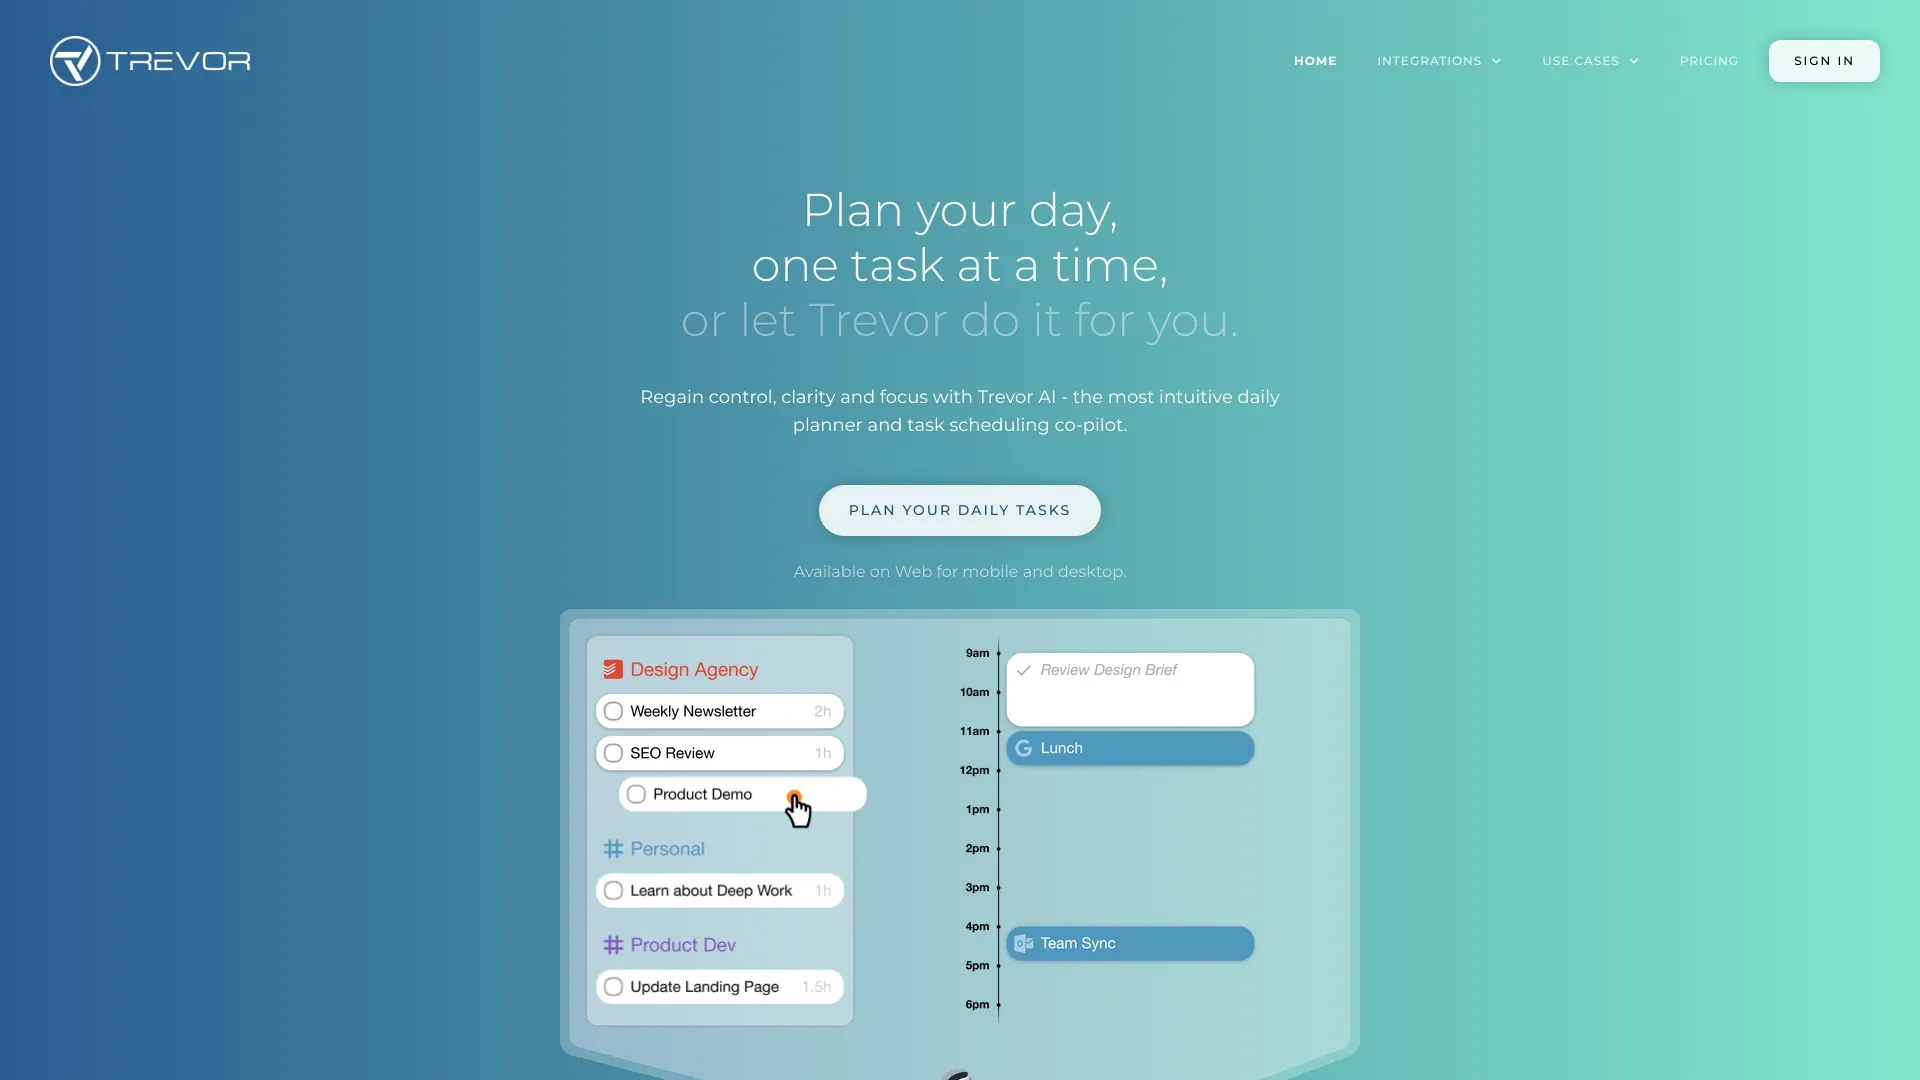 TREVOR
HOME
INTEGRATIONS
USE CASES
PRICING
SIGN IN
Plan your day,
one task at a time,
or let Trevor do it for you.
Regain control, clarity and focus with Trevor AI - the most intuitive daily
planner and task scheduling co-pilot.
PLAN YOUR DAILY TASKS
Available on Web for mobile and desktop.
Design Agency
Weekly Newsletter 2h
SEO Review 1h
Product Demo
# Personal
Learn about Deep Work 1h
# Product Dev
Update Landing Page 1.5h
9am
Review Design Brief
10am
11am
Lunch
12pm
1pm
2pm
3pm
4pm
Team Sync
5pm
6pm